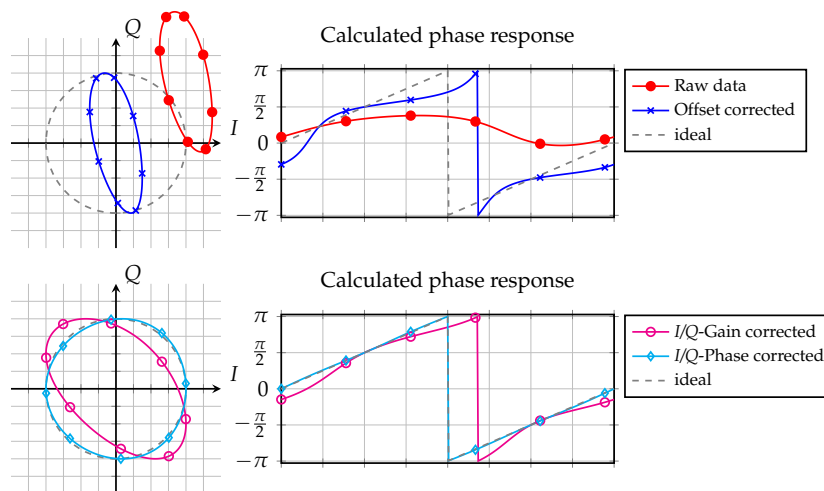 Q
I
Calculated phase response
π
π/2
0
−π/2
−π
Raw data
Offset corrected
ideal
Q
I
Calculated phase response
π
π/2
0
−π/2
−π
I/Q-Gain corrected
I/Q-Phase corrected
ideal